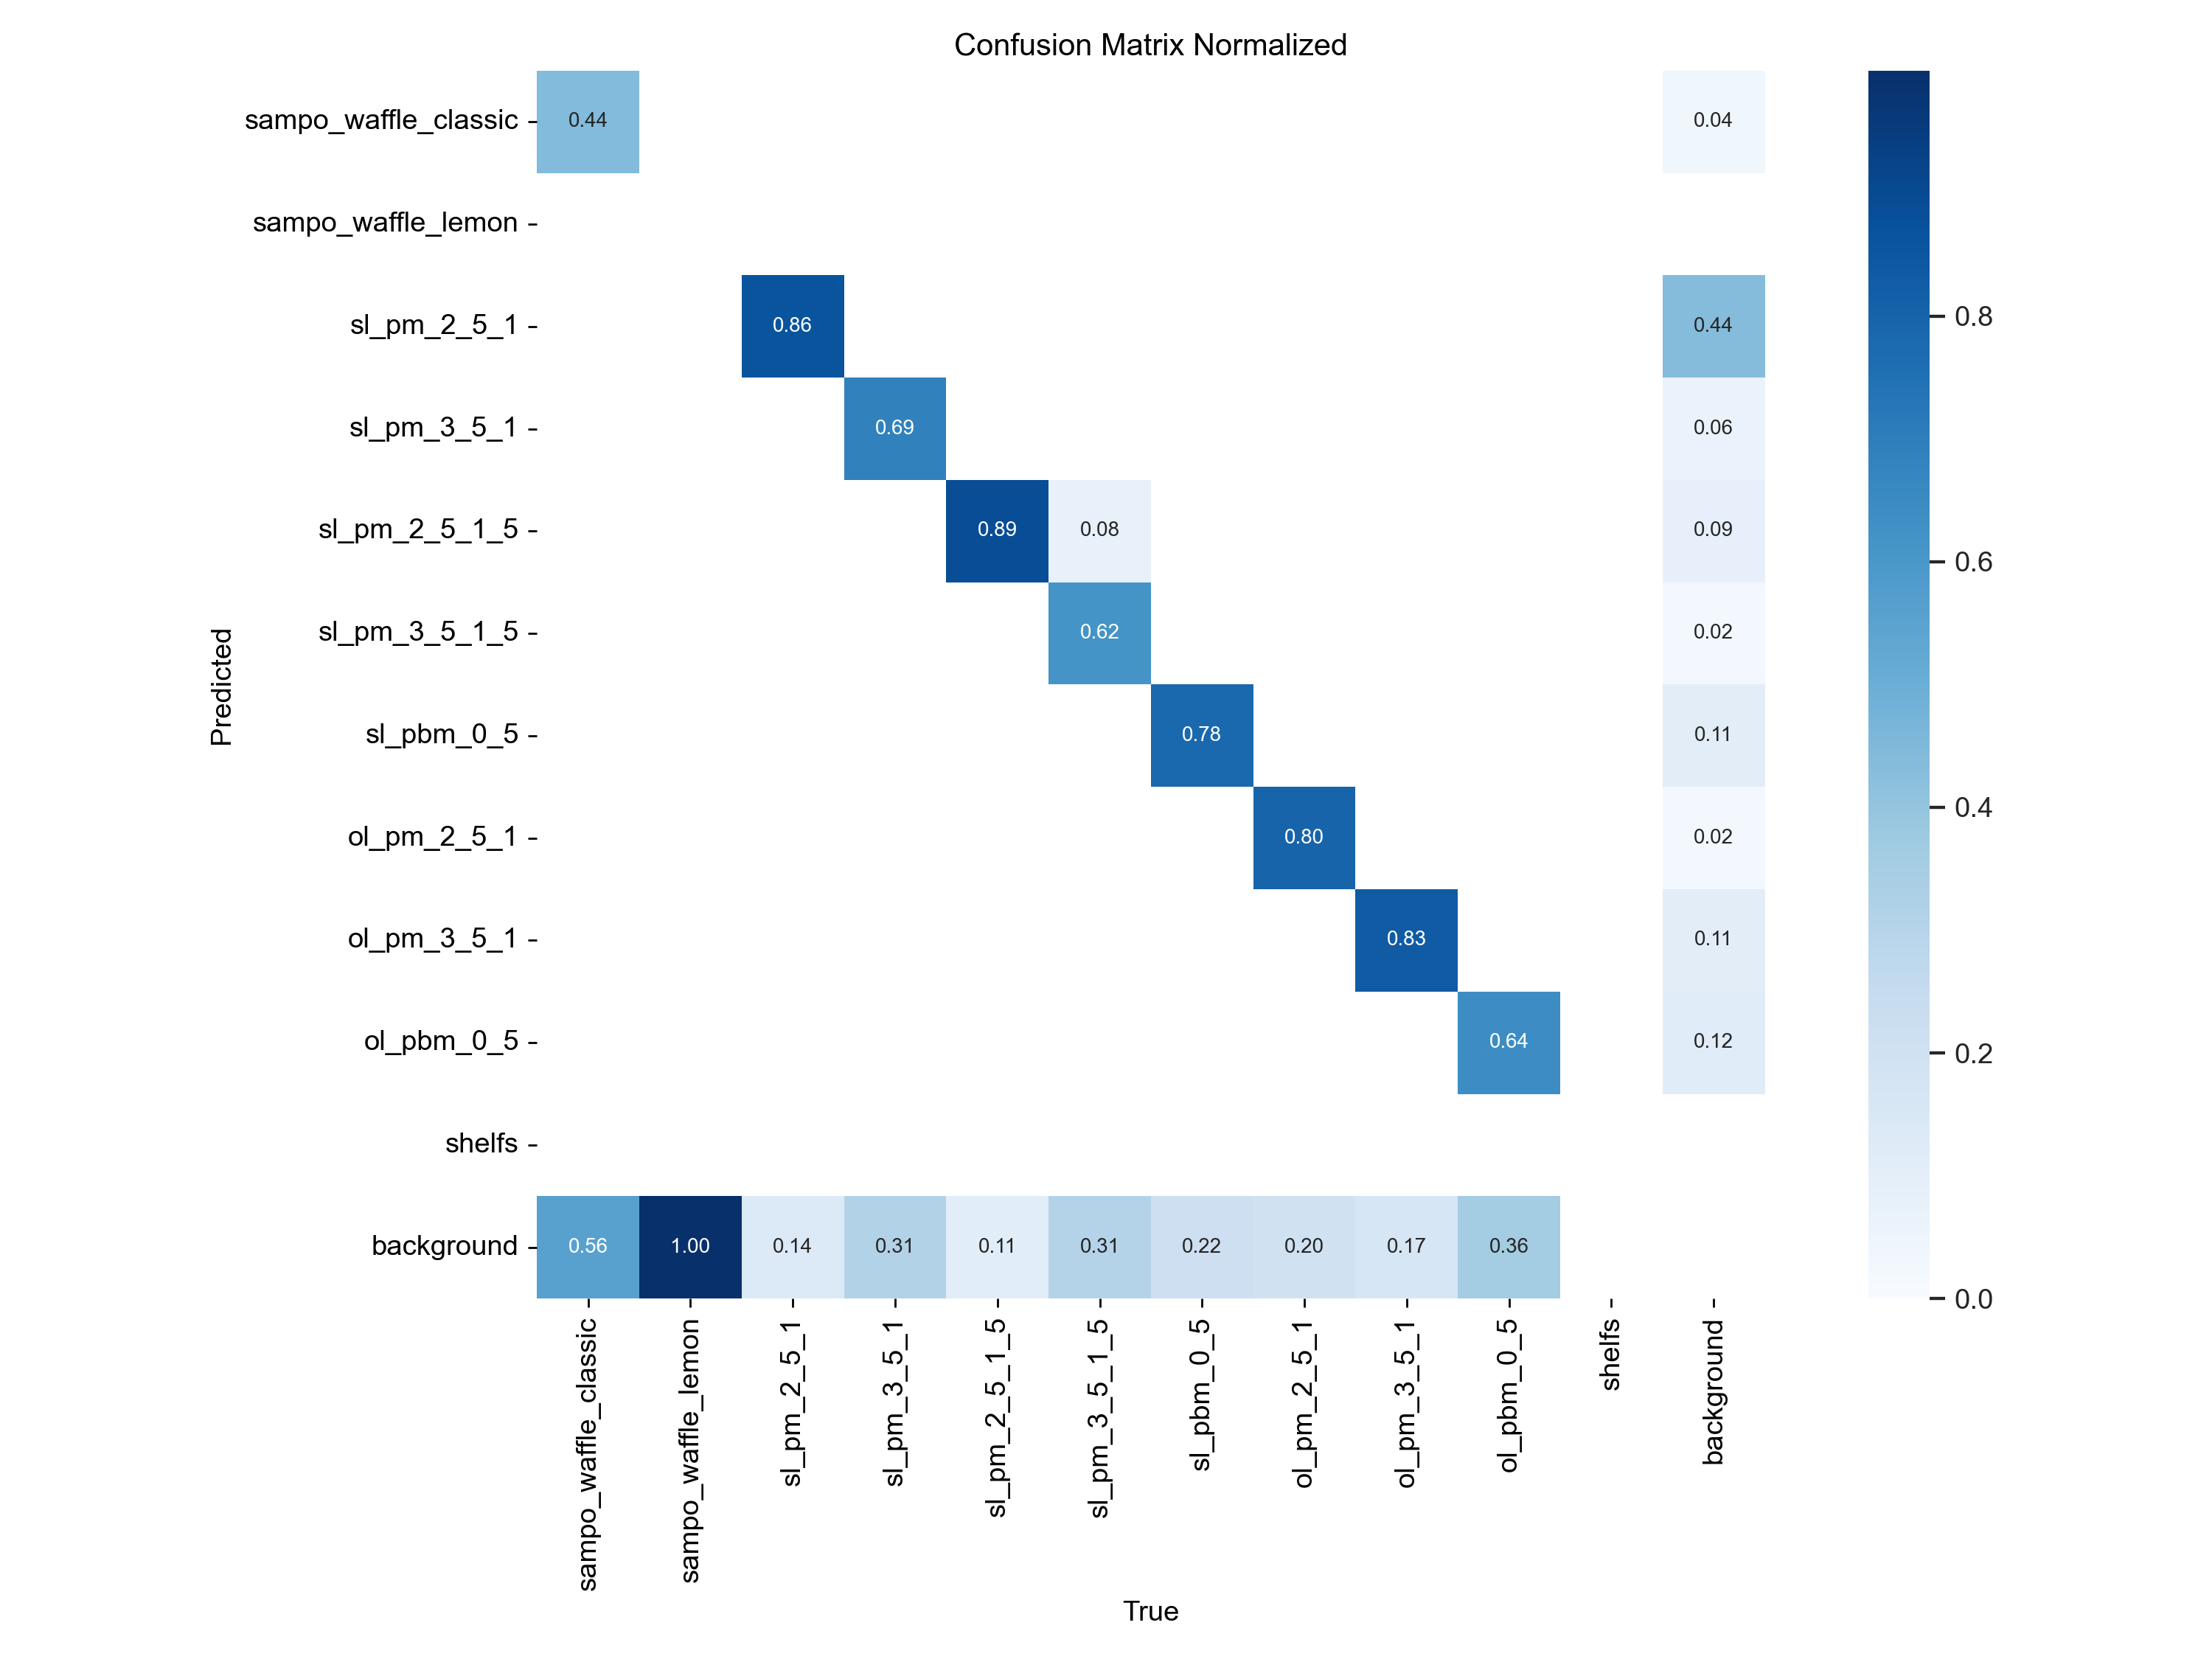 Confusion Matrix Normalized
Predicted
sampo_waffle_classic 0.44 0.04
sampo_waffle_lemon
sl_pm_2_5_1 0.86 0.44
sl_pm_3_5_1 0.69 0.06
sl_pm_2_5_1_5 0.89 0.08 0.09
sl_pm_3_5_1_5 0.62 0.02
sl_pbm_0_5 0.78 0.11
ol_pm_2_5_1 0.80 0.02
ol_pm_3_5_1 0.83 0.11
ol_pbm_0_5 0.64 0.12
shelfs
background 0.56 1.00 0.14 0.31 0.11 0.31 0.22 0.20 0.17 0.36
sampo_waffle_classic
sampo_waffle_lemon
sl_pm_2_5_1
sl_pm_3_5_1
sl_pm_2_5_1_5
sl_pm_3_5_1_5
sl_pbm_0_5
ol_pm_2_5_1
ol_pm_3_5_1
ol_pbm_0_5
shelfs
background
True
0.8
0.6
0.4
0.2
0.0